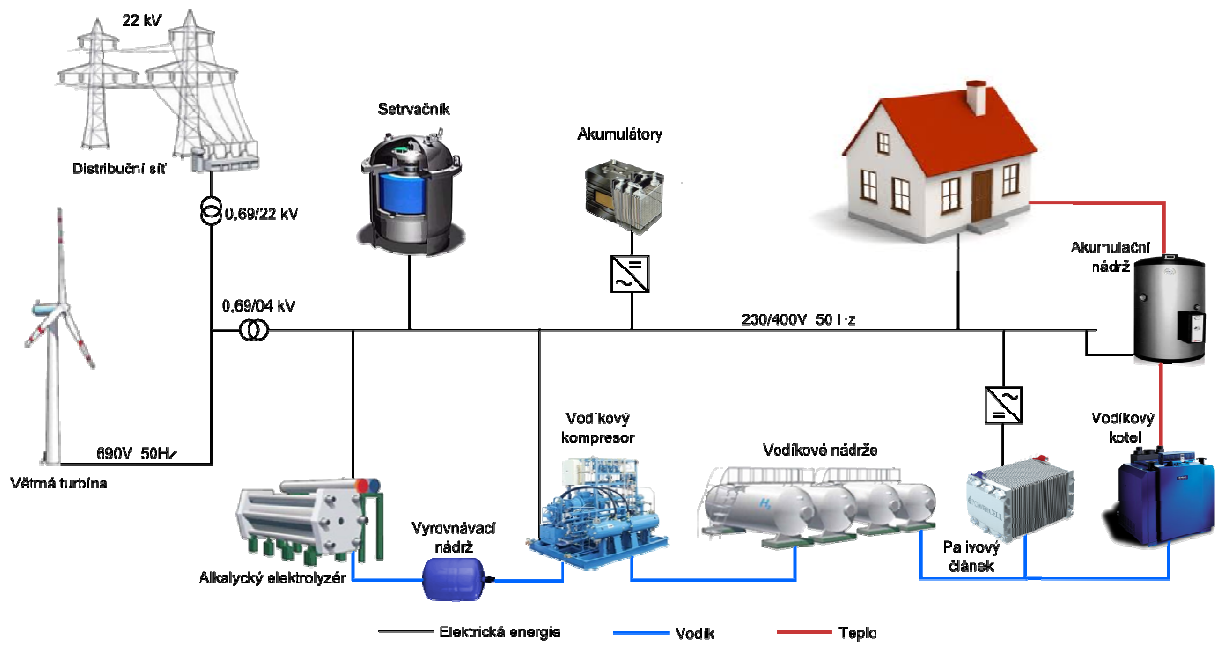 22 kV
Distribuční síť
0,69/22 kV
Setrvačník
Akumulátory
Akumulační
nádrž
0,69/04 kV
230/400V 50 Hz
690V 50Hz
Větrná turbína
Vodíkový
kompresor
Vodíkové nádrže
Vodíkový
kotel
Vyrovnávací
nádrž
Alkalycký elektrolyzér
H₂
Palivový
článek
Elektrická energie
Vodík
Teplo